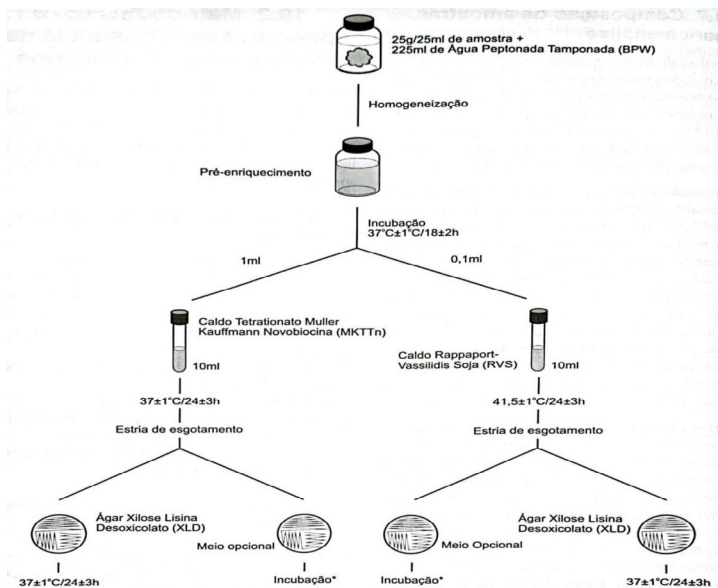 25g/25ml de amostra +
225ml de Água Peptonada Tamponada (BPW)
Homogeneização
Pré-enriquecimento
Incubação
37°C±1°C/18±2h
1ml
0,1ml
Caldo Tetrationato Muller
Kauffmann Novobiocina (MKTTn)
10ml
Caldo Rappaport-
Vassilidis Soja (RVS)
10ml
37±1°C/24±3h
41,5±1°C/24±3h
Estria de esgotamento
Estria de esgotamento
Ágar Xilose Lisina
Desoxicolato (XLD)
Meio opcional
Meio Opcional
Ágar Xilose Lisina
Desoxicolato (XLD)
37±1°C/24±3h
Incubação*
Incubação*
37±1°C/24±3h